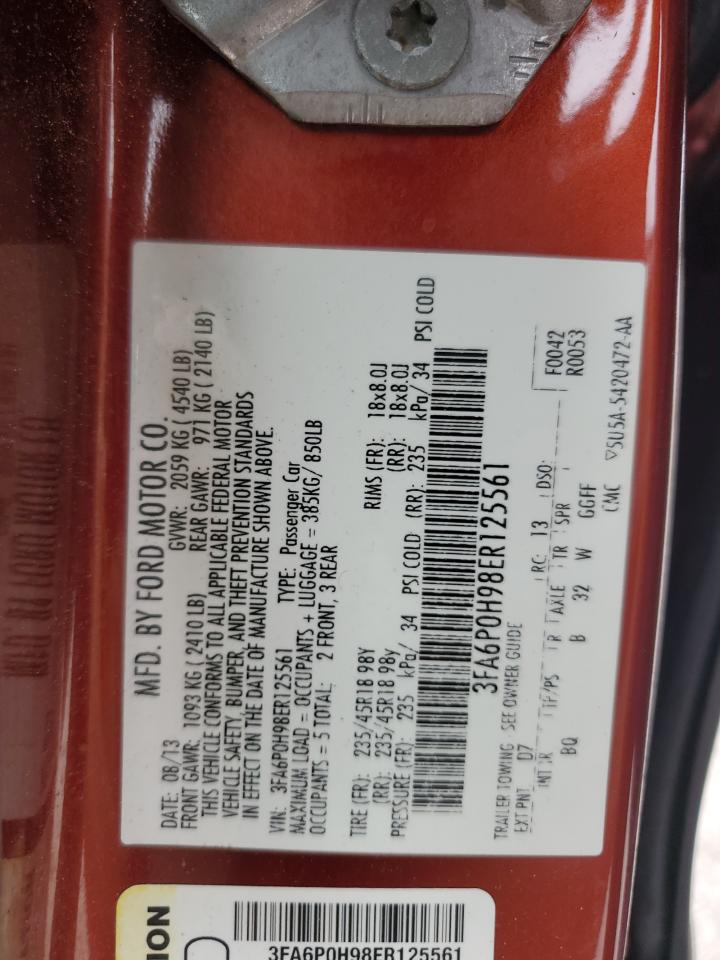 MFD. BY FORD MOTOR CO.
DATE: 08/13 GVWR: 2059 KG ( 4540 LB)
FRONT GAWR: 1093 KG ( 2410 LB) REAR GAWR: 971 KG ( 2140 LB)
THIS VEHICLE CONFORMS TO ALL APPLICABLE FEDERAL MOTOR
VEHICLE SAFETY, BUMPER, AND THEFT PREVENTION STANDARDS
IN EFFECT ON THE DATE OF MANUFACTURE SHOWN ABOVE.
VIN: 3FA6P0H98ER125561 TYPE: Passenger Car
MAXIMUM LOAD = OCCUPANTS + LUGGAGE = 385KG/ 850LB
OCCUPANTS = 5 TOTAL: 2 FRONT, 3 REAR
TIRE (FR): 235/45R18 98Y RIMS (FR): 18x8.0J
(RR): 235/45R18 98Y (RR): 18x8.0J
PRESSURE (FR): 235 kPa/ 34 PSI COLD (RR): 235 kPa/ 34 PSI COLD
3FA6P0H98ER125561
TRAILER TOWING - SEE OWNER GUIDE
EXT PNT: D7 RC: 13 DSO: F0042
R0053
INT TR TP/PS R AXLE TR SPR
BQ B 32 W GGFF
CMC 5U5A-5420472-AA
ION
3FA6P0H98ER125561